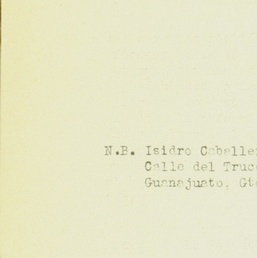 N.B. Isidro Caballe
Calle del Truc
Guanajuato, Gt